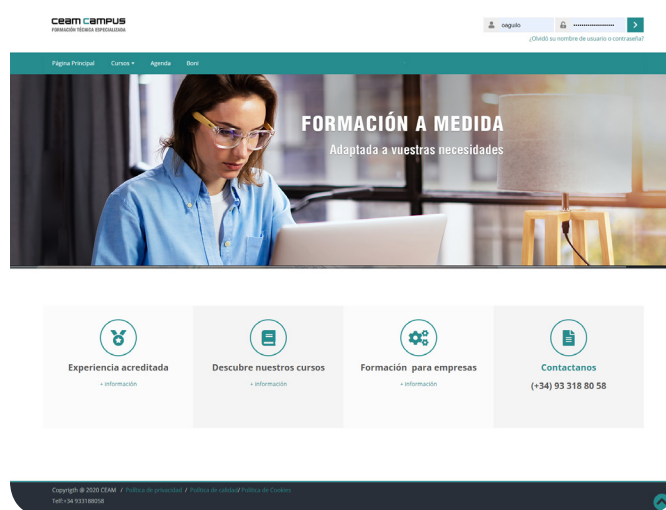 CEAM CAMPUS
FORMACIÓN TÉCNICA ESPECIALIZADA
oaguilo
¿Olvidó su nombre de usuario o contraseña?
Página Principal Cursos Agenda Boni
FORMACIÓN A MEDIDA
Adaptada a vuestras necesidades
Experiencia acreditada
+ información
Descubre nuestros cursos
+ información
Formación para empresas
+ información
Contactanos
(+34) 93 318 80 58
Copyrigth @ 2020 CEAM / Política de privacidad / Política de calidad/ Política de Cookies
Telf:+34 933188058